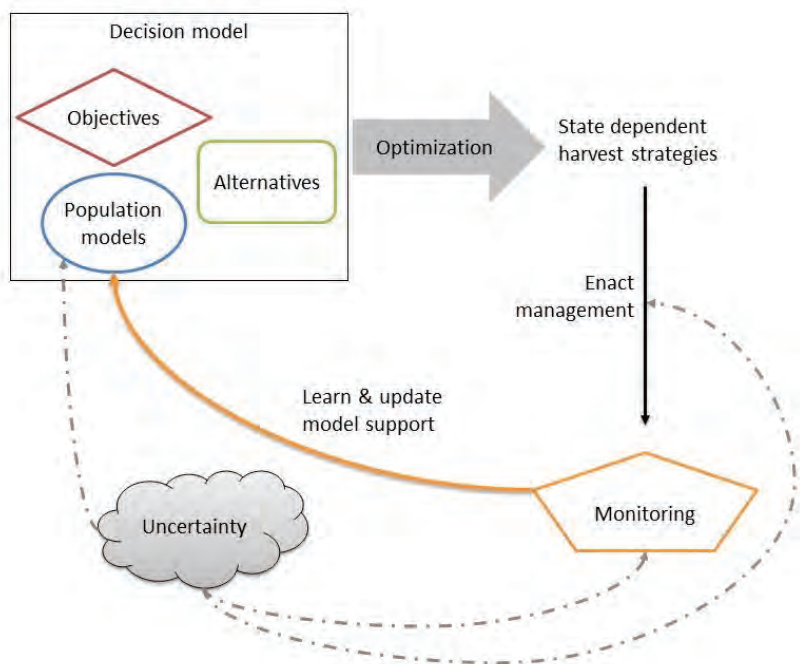 Decision model
Objectives
Alternatives
Population
models
Optimization
State dependent
harvest strategies
Enact
management
Learn & update
model support
Uncertainty
Monitoring